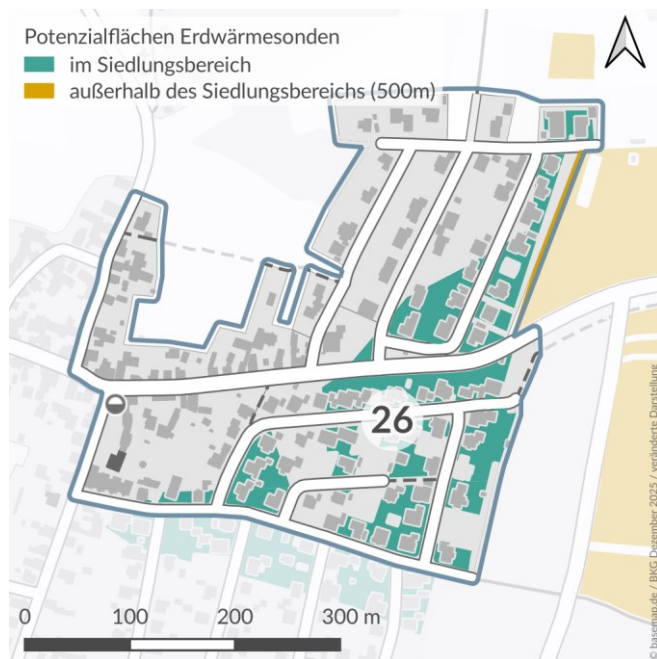 Potenzialflächen Erdwärmesonden
im Siedlungsbereich
außerhalb des Siedlungsbereichs (500m)
26
0 100 200 300 m
© basemap.de / BKG Dezember 2025 / veränderte Darstellung